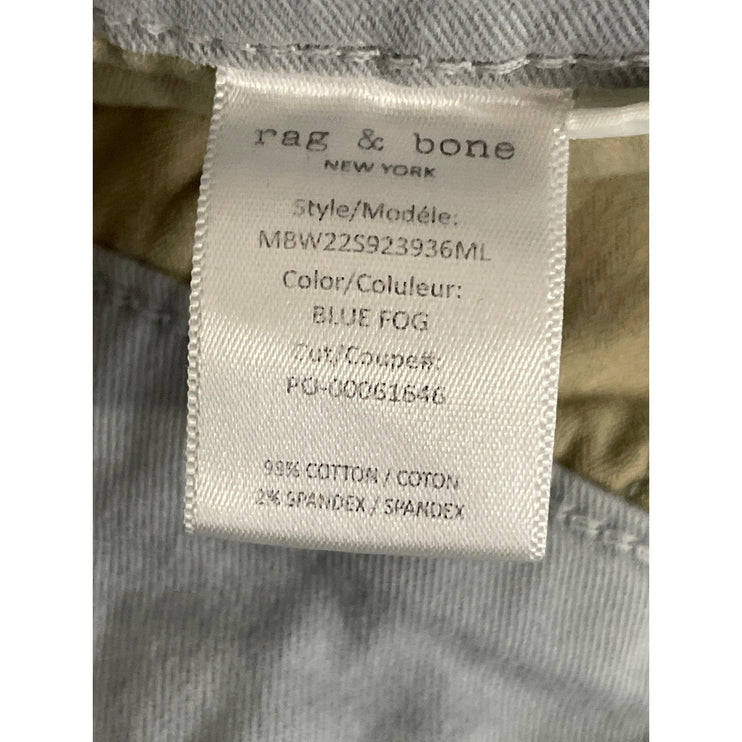 rag & bone
NEW YORK
Style/Modéle:
MBW22S923936ML
Color/Coluleur:
BLUE FOG
Cut/Coupe#:
PO-00061646
98% COTTON / COTON
2% SPANDEX / SPANDEX